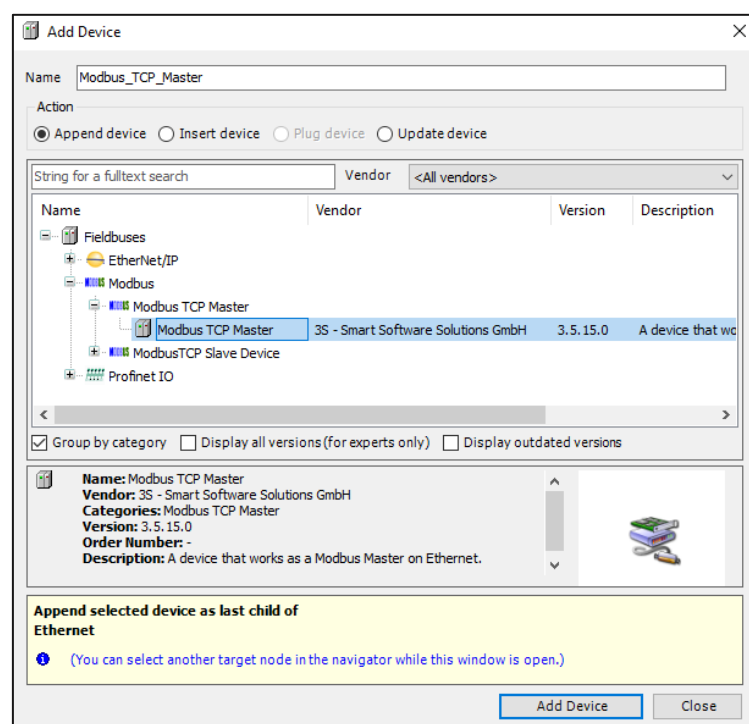 Add Device
Name Modbus_TCP_Master
Action
Append device Insert device Plug device Update device
String for a fulltext search Vendor <All vendors>
Name Vendor Version Description
Fieldbuses
EtherNet/IP
Modbus
Modbus TCP Master
Modbus TCP Master 3S - Smart Software Solutions GmbH 3.5.15.0 A device that wo
ModbusTCP Slave Device
Profinet IO
Group by category Display all versions (for experts only) Display outdated versions
Name: Modbus TCP Master
Vendor: 3S - Smart Software Solutions GmbH
Categories: Modbus TCP Master
Version: 3.5.15.0
Order Number: -
Description: A device that works as a Modbus Master on Ethernet.
Append selected device as last child of
Ethernet
(You can select another target node in the navigator while this window is open.)
Add Device Close